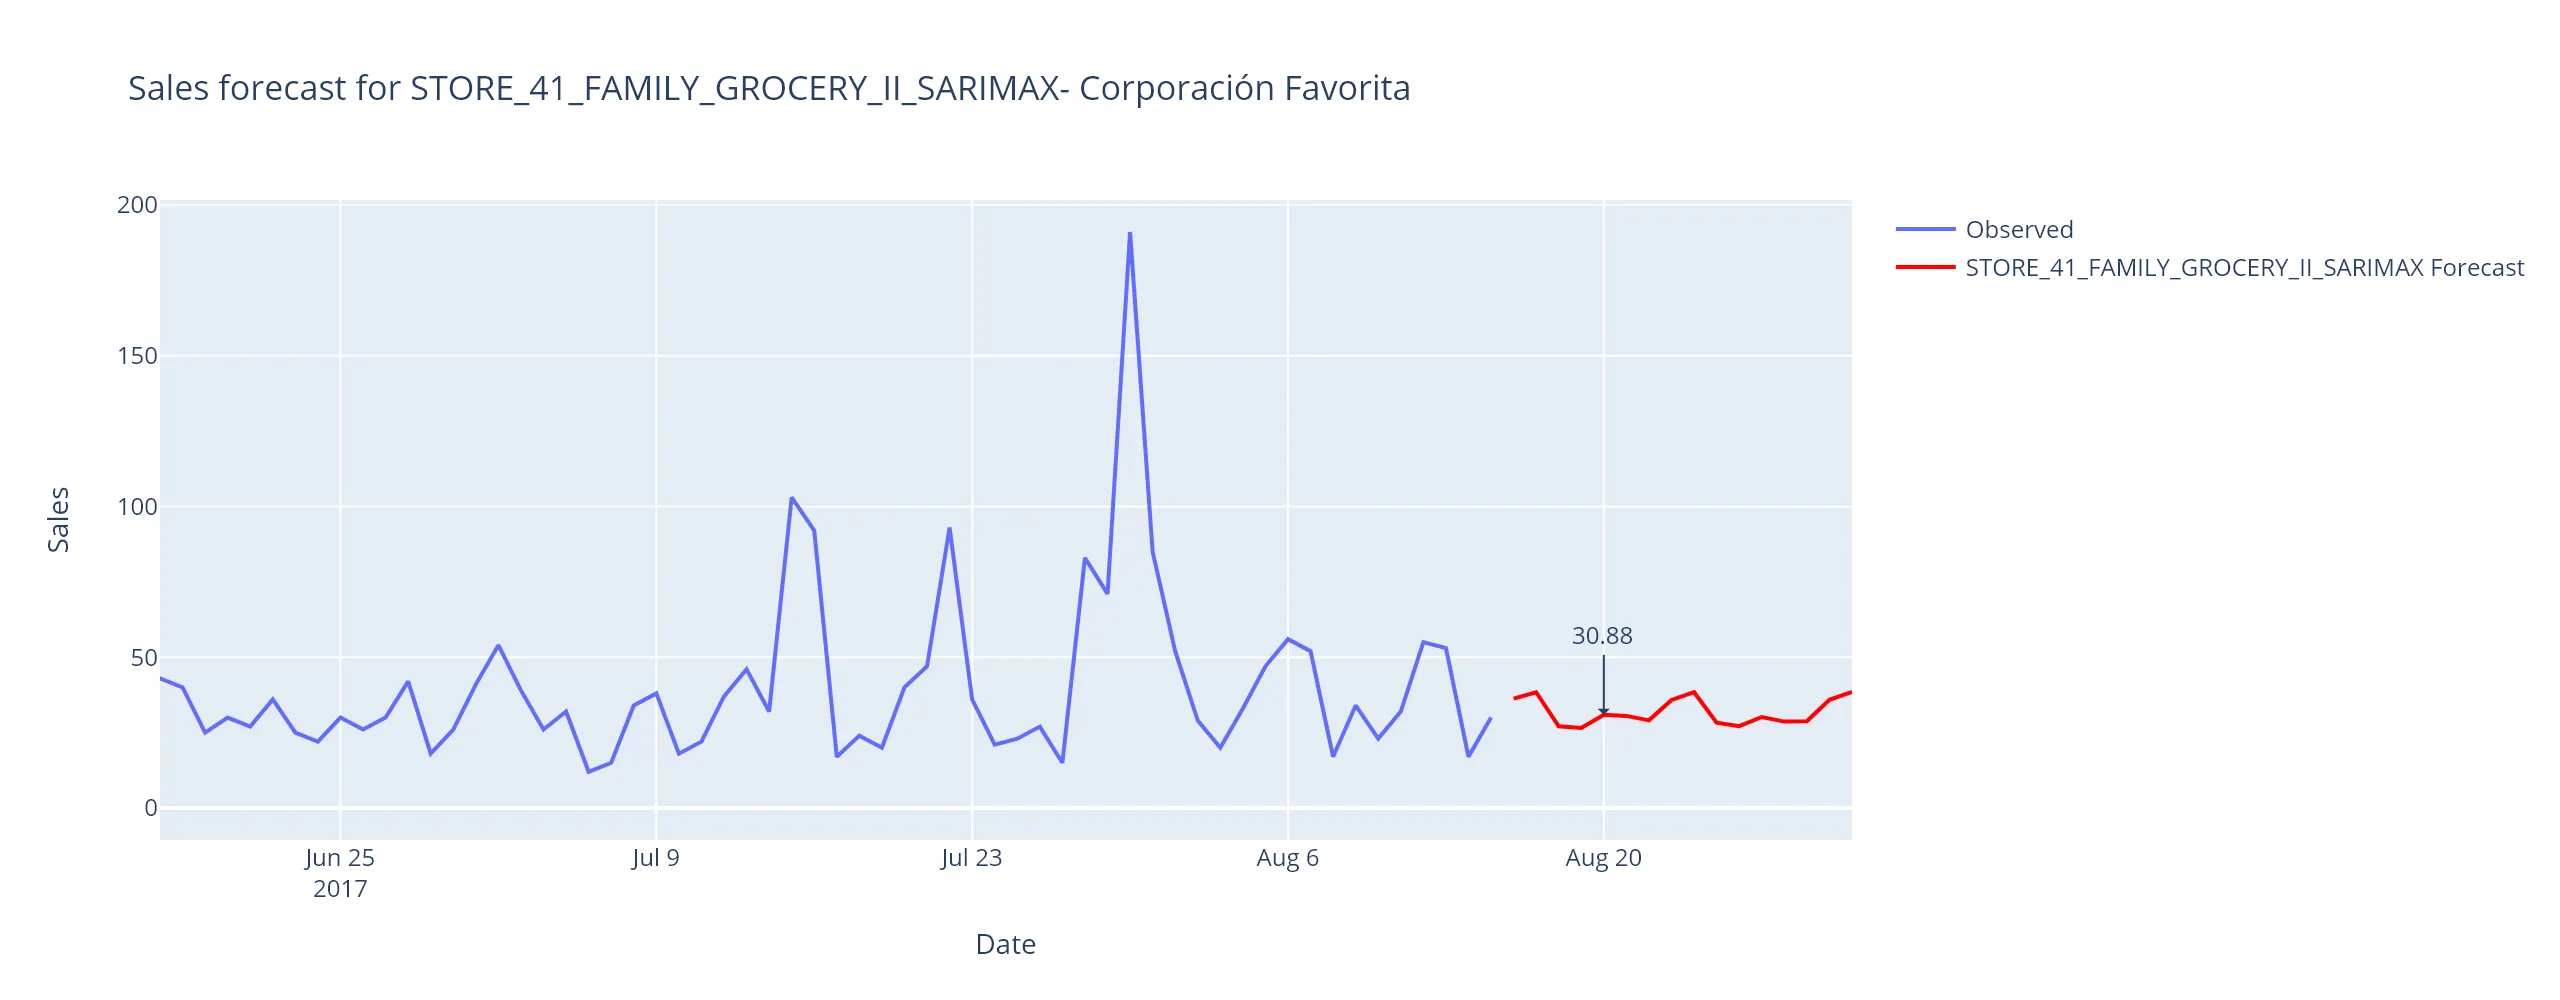 Sales forecast for STORE_41_FAMILY_GROCERY_II_SARIMAX- Corporación Favorita
200
150
100
50
0
Sales
30.88
Jun 25
2017
Jul 9
Jul 23
Aug 6
Aug 20
Date
Observed
STORE_41_FAMILY_GROCERY_II_SARIMAX Forecast